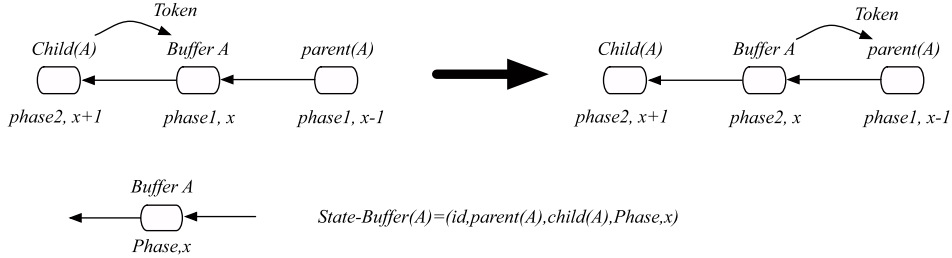 Token Token
Child(A) Buffer A parent(A) Child(A) Buffer A parent(A)
phase2, x+1 phase1, x phase1, x-1 phase2, x+1 phase2, x phase1, x-1
Buffer A
State-Buffer(A)=(id,parent(A),child(A),Phase,x)
Phase,x